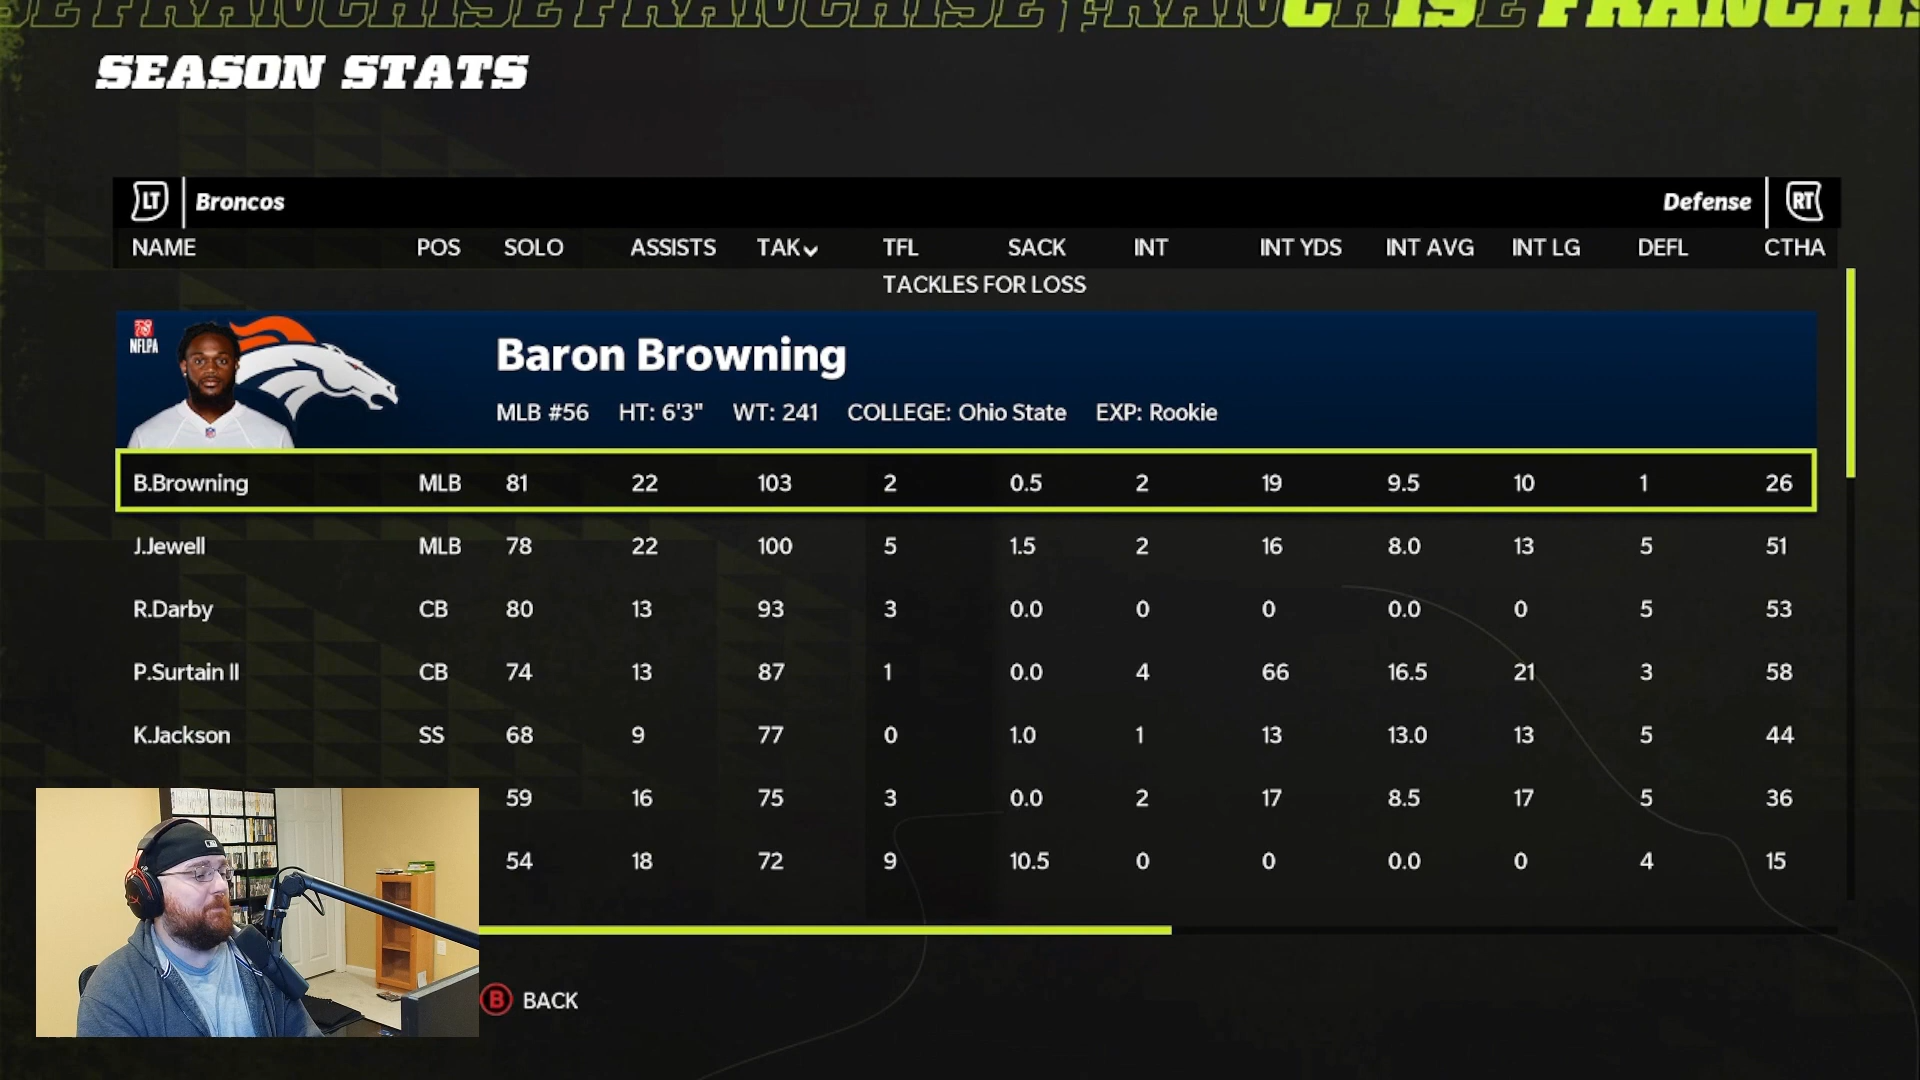 FRANCHISE FRANCHISE FRANCHISE FRANCHISE
SEASON STATS
LT Broncos Defense RT
NAME POS SOLO ASSISTS TAK TFL SACK INT INT YDS INT AVG INT LG DEFL CTHA
TACKLES FOR LOSS
NFLPA
Baron Browning
MLB #56 HT: 6'3" WT: 241 COLLEGE: Ohio State EXP: Rookie
B.Browning MLB 81 22 103 2 0.5 2 19 9.5 10 1 26
J.Jewell MLB 78 22 100 5 1.5 2 16 8.0 13 5 51
R.Darby CB 80 13 93 3 0.0 0 0 0.0 0 5 53
P.Surtain II CB 74 13 87 1 0.0 4 66 16.5 21 3 58
K.Jackson SS 68 9 77 0 1.0 1 13 13.0 13 5 44
59 16 75 3 0.0 2 17 8.5 17 5 36
54 18 72 9 10.5 0 0 0.0 0 4 15
B BACK